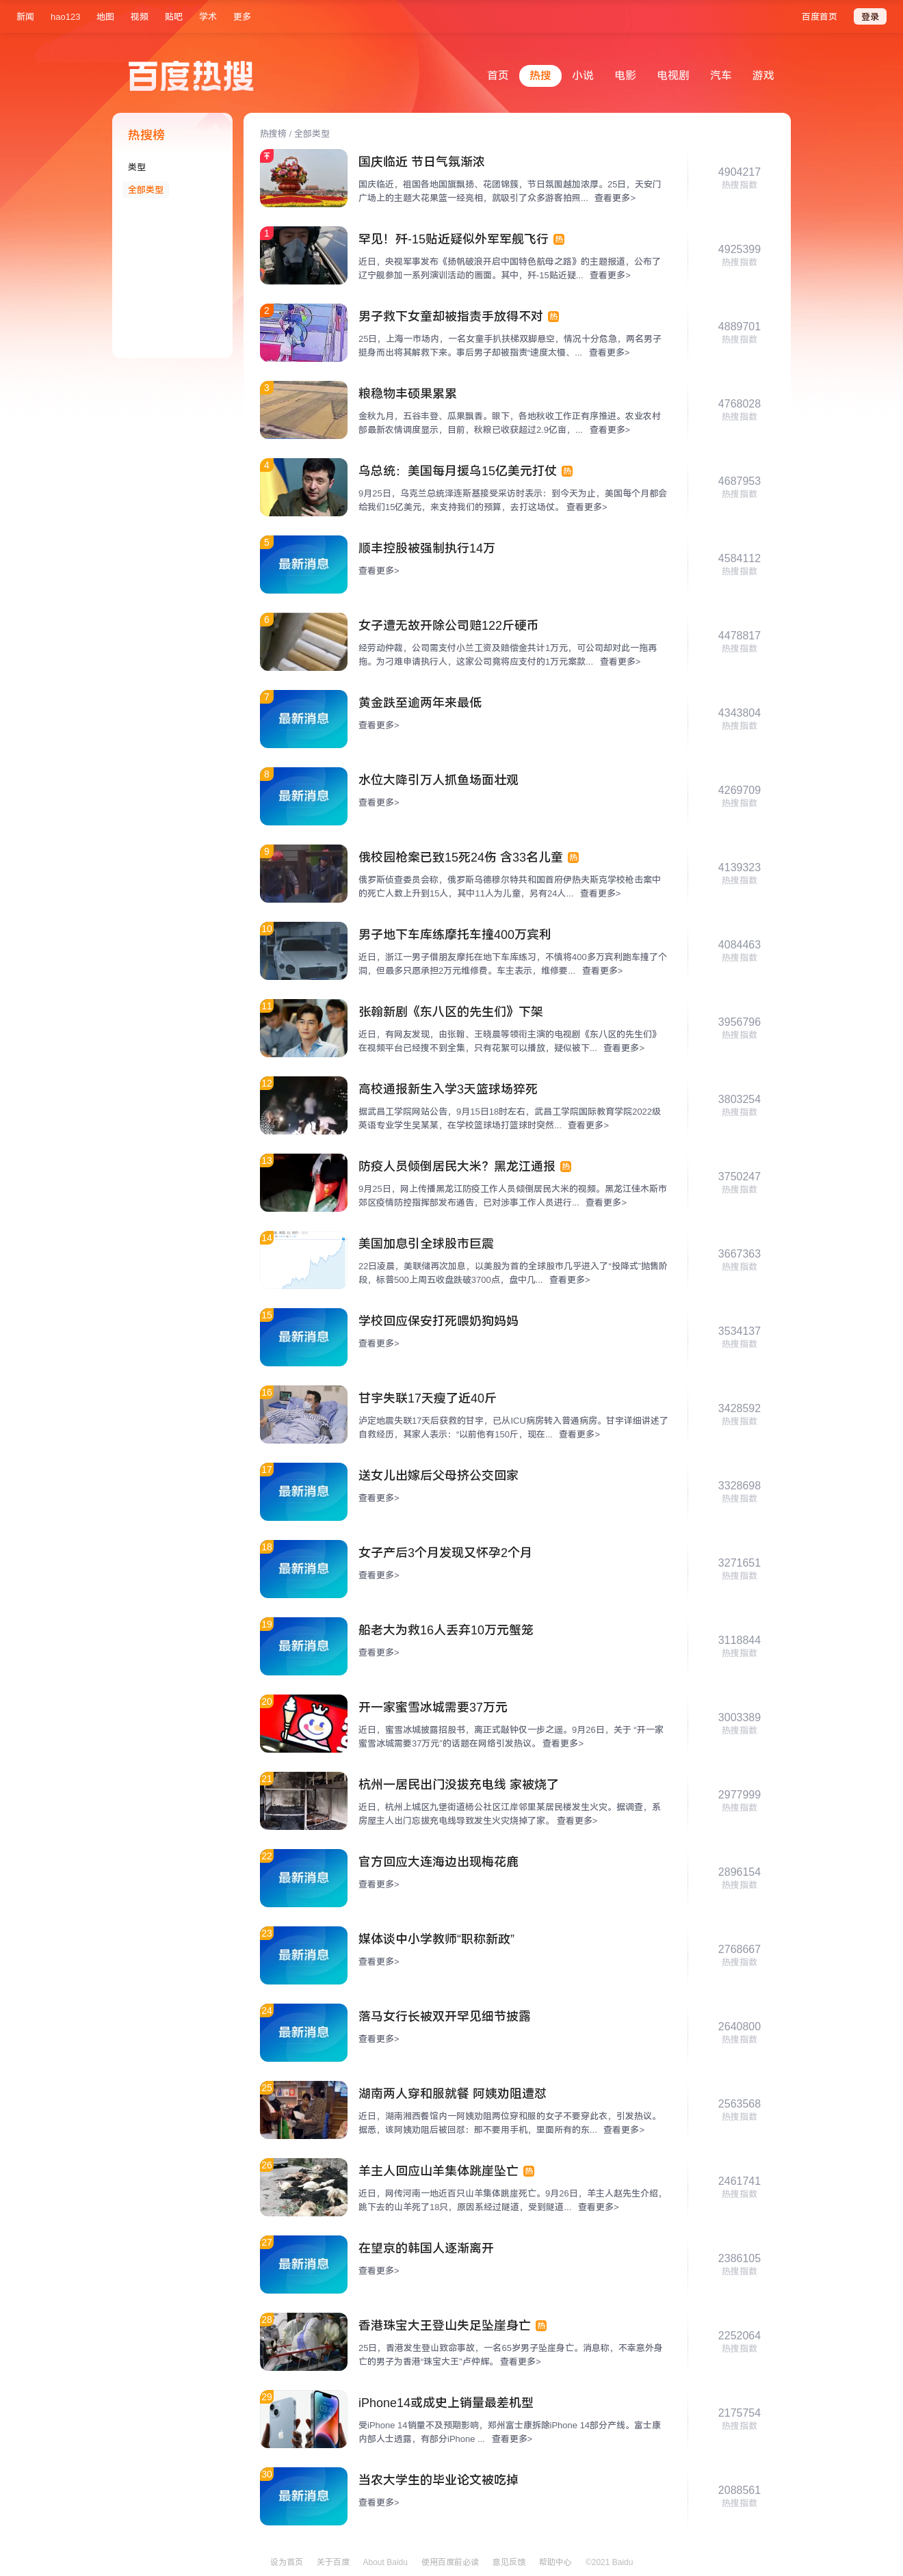 新闻 hao123 地图 视频 贴吧 学术 更多 百度首页 登录
百度热搜 首页 热搜 小说 电影 电视剧 汽车 游戏
热搜榜
类型
全部类型
热搜榜 / 全部类型
国庆临近 节日气氛渐浓
国庆临近，祖国各地国旗飘扬、花团锦簇，节日氛围越加浓厚。25日，天安门
广场上的主题大花果篮一经亮相，就吸引了众多游客拍照... 查看更多>
4904217
热搜指数
1
罕见！歼-15贴近疑似外军军舰飞行 热
近日，央视军事发布《扬帆破浪开启中国特色航母之路》的主题报道，公布了
辽宁舰参加一系列演训活动的画面。其中，歼-15贴近疑... 查看更多>
4925399
热搜指数
2
男子救下女童却被指责手放得不对 热
25日，上海一市场内，一名女童手扒扶梯双脚悬空，情况十分危急，两名男子
挺身而出将其解救下来。事后男子却被指责“速度太慢、... 查看更多>
4889701
热搜指数
3
粮稳物丰硕果累累
金秋九月，五谷丰登、瓜果飘香。眼下，各地秋收工作正有序推进。农业农村
部最新农情调度显示，目前，秋粮已收获超过2.9亿亩，... 查看更多>
4768028
热搜指数
4
乌总统：美国每月援乌15亿美元打仗 热
9月25日，乌克兰总统泽连斯基接受采访时表示：到今天为止，美国每个月都会
给我们15亿美元，来支持我们的预算，去打这场仗。 查看更多>
4687953
热搜指数
5
最新消息
顺丰控股被强制执行14万
查看更多>
4584112
热搜指数
6
女子遭无故开除公司赔122斤硬币
经劳动仲裁，公司需支付小兰工资及赔偿金共计1万元，可公司却对此一拖再
拖。为刁难申请执行人，这家公司竟将应支付的1万元案款... 查看更多>
4478817
热搜指数
7
最新消息
黄金跌至逾两年来最低
查看更多>
4343804
热搜指数
8
最新消息
水位大降引万人抓鱼场面壮观
查看更多>
4269709
热搜指数
9
俄校园枪案已致15死24伤 含33名儿童 热
俄罗斯侦查委员会称，俄罗斯乌德穆尔特共和国首府伊热夫斯克学校枪击案中
的死亡人数上升到15人，其中11人为儿童，另有24人... 查看更多>
4139323
热搜指数
10
男子地下车库练摩托车撞400万宾利
近日，浙江一男子借朋友摩托在地下车库练习，不慎将400多万宾利跑车撞了个
洞，但最多只愿承担2万元维修费。车主表示，维修要... 查看更多>
4084463
热搜指数
11
张翰新剧《东八区的先生们》下架
近日，有网友发现，由张翰、王晓晨等领衔主演的电视剧《东八区的先生们》
在视频平台已经搜不到全集，只有花絮可以播放，疑似被下... 查看更多>
3956796
热搜指数
12
高校通报新生入学3天篮球场猝死
据武昌工学院网站公告，9月15日18时左右，武昌工学院国际教育学院2022级
英语专业学生吴某某，在学校篮球场打篮球时突然... 查看更多>
3803254
热搜指数
13
防疫人员倾倒居民大米？黑龙江通报 热
9月25日，网上传播黑龙江防疫工作人员倾倒居民大米的视频。黑龙江佳木斯市
郊区疫情防控指挥部发布通告，已对涉事工作人员进行... 查看更多>
3750247
热搜指数
14
美国加息引全球股市巨震
22日凌晨，美联储再次加息，以美股为首的全球股市几乎进入了“投降式”抛售阶
段，标普500上周五收盘跌破3700点，盘中几... 查看更多>
3667363
热搜指数
15
最新消息
学校回应保安打死喂奶狗妈妈
查看更多>
3534137
热搜指数
16
甘宇失联17天瘦了近40斤
泸定地震失联17天后获救的甘宇，已从ICU病房转入普通病房。甘宇详细讲述了
自救经历，其家人表示：“以前他有150斤，现在... 查看更多>
3428592
热搜指数
17
最新消息
送女儿出嫁后父母挤公交回家
查看更多>
3328698
热搜指数
18
最新消息
女子产后3个月发现又怀孕2个月
查看更多>
3271651
热搜指数
19
最新消息
船老大为救16人丢弃10万元蟹笼
查看更多>
3118844
热搜指数
20
开一家蜜雪冰城需要37万元
近日，蜜雪冰城披露招股书，离正式敲钟仅一步之遥。9月26日，关于 “开一家
蜜雪冰城需要37万元”的话题在网络引发热议。 查看更多>
3003389
热搜指数
21
杭州一居民出门没拔充电线 家被烧了
近日，杭州上城区九堡街道杨公社区江岸邻里某居民楼发生火灾。据调查，系
房屋主人出门忘拔充电线导致发生火灾烧掉了家。 查看更多>
2977999
热搜指数
22
最新消息
官方回应大连海边出现梅花鹿
查看更多>
2896154
热搜指数
23
最新消息
媒体谈中小学教师“职称新政”
查看更多>
2768667
热搜指数
24
最新消息
落马女行长被双开罕见细节披露
查看更多>
2640800
热搜指数
25
湖南两人穿和服就餐 阿姨劝阻遭怼
近日，湖南湘西餐馆内一阿姨劝阻两位穿和服的女子不要穿此衣，引发热议。
据悉，该阿姨劝阻后被回怼：那不要用手机，里面所有的东... 查看更多>
2563568
热搜指数
26
羊主人回应山羊集体跳崖坠亡 热
近日，网传河南一地近百只山羊集体跳崖死亡。9月26日，羊主人赵先生介绍，
跳下去的山羊死了18只，原因系经过隧道，受到隧道... 查看更多>
2461741
热搜指数
27
最新消息
在望京的韩国人逐渐离开
查看更多>
2386105
热搜指数
28
香港珠宝大王登山失足坠崖身亡 热
25日，香港发生登山致命事故，一名65岁男子坠崖身亡。消息称，不幸意外身
亡的男子为香港“珠宝大王”卢仲辉。 查看更多>
2252064
热搜指数
29
iPhone14或成史上销量最差机型
受iPhone 14销量不及预期影响，郑州富士康拆除iPhone 14部分产线。富士康
内部人士透露，有部分iPhone ... 查看更多>
2175754
热搜指数
30
最新消息
当农大学生的毕业论文被吃掉
查看更多>
2088561
热搜指数
设为首页 关于百度 About Baidu 使用百度前必读 意见反馈 帮助中心 ©2021 Baidu